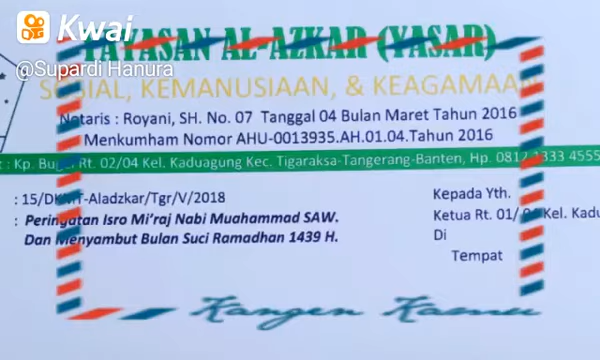 Kwai
YAYASAN AL-AZKAR (YASAR)
@Supardi Hanura
SOSIAL, KEMANUSIAAN, & KEAGAMAAN
Notaris : Royani, SH. No. 07 Tanggal 04 Bulan Maret Tahun 2016
Menkumham Nomor AHU-0013935.AH.01.04.Tahun 2016
: Kp. Rt. 02/04 Kel. Kaduagung Kec. Tigaraksa-Tangerang-Banten, Hp. 0812 1333 4555
: 15/ -Aladzkar/Tgr/V/2018
Kepada Yth.
: Peringatan Isro Mi'raj Nabi Muahammad SAW.
Ketua Rt. 01/ Kel. Kadu
Dan Menyambut Bulan Suci Ramadhan 1439 H.
Di
Tempat
Kangen Kamu